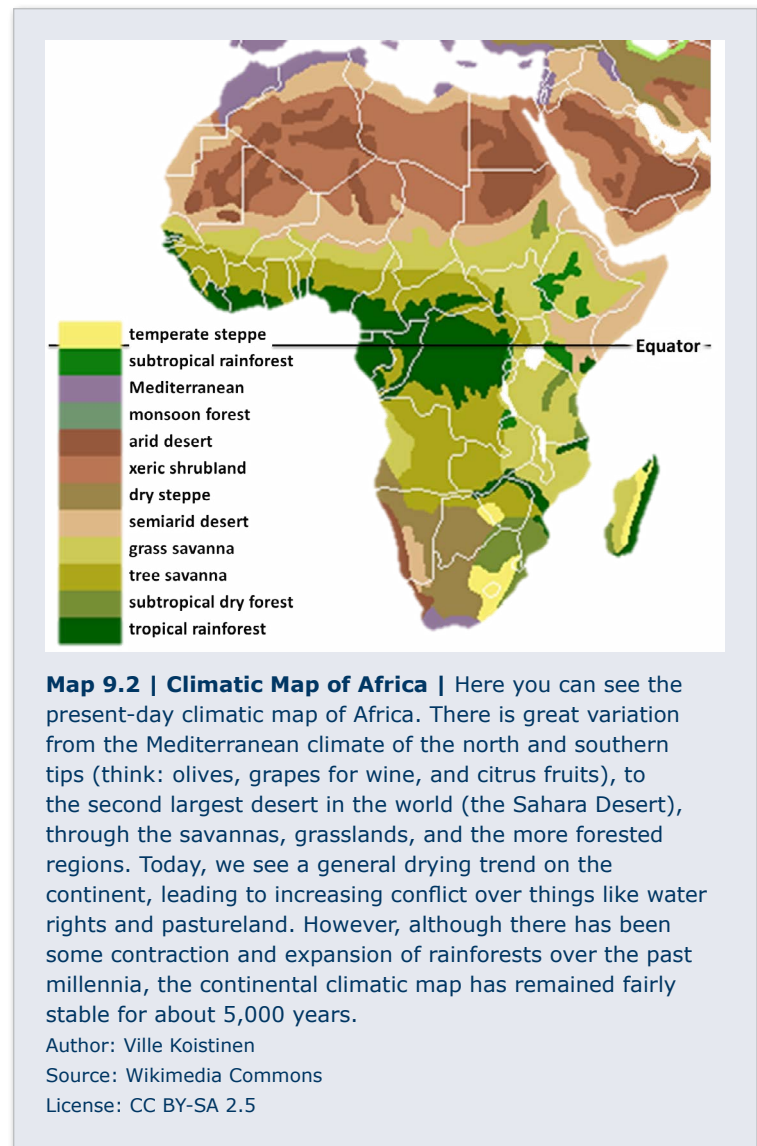 temperate steppe
subtropical rainforest
Mediterranean
monsoon forest
arid desert
xeric shrubland
dry steppe
semiarid desert
grass savanna
tree savanna
subtropical dry forest
tropical rainforest
Equator
Map 9.2 | Climatic Map of Africa | Here you can see the
present-day climatic map of Africa. There is great variation
from the Mediterranean climate of the north and southern
tips (think: olives, grapes for wine, and citrus fruits), to
the second largest desert in the world (the Sahara Desert),
through the savannas, grasslands, and the more forested
regions. Today, we see a general drying trend on the
continent, leading to increasing conflict over things like water
rights and pastureland. However, although there has been
some contraction and expansion of rainforests over the past
millennia, the continental climatic map has remained fairly
stable for about 5,000 years.
Author: Ville Koistinen
Source: Wikimedia Commons
License: CC BY-SA 2.5